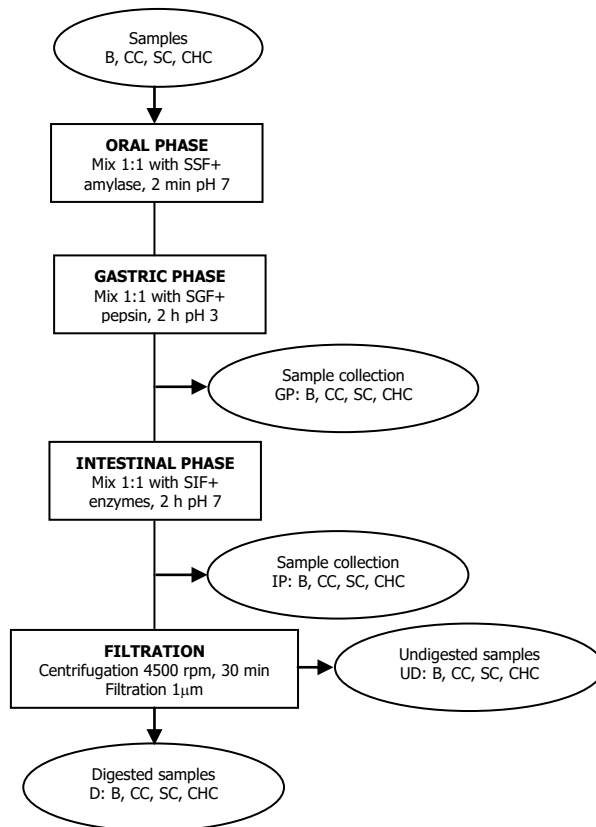 Samples
B, CC, SC, CHC
ORAL PHASE
Mix 1:1 with SSF+
amylase, 2 min pH 7
GASTRIC PHASE
Mix 1:1 with SGF+
pepsin, 2 h pH 3
Sample collection
GP: B, CC, SC, CHC
INTESTINAL PHASE
Mix 1:1 with SIF+
enzymes, 2 h pH 7
Sample collection
IP: B, CC, SC, CHC
FILTRATION
Centrifugation 4500 rpm, 30 min
Filtration 1μm
Undigested samples
UD: B, CC, SC, CHC
Digested samples
D: B, CC, SC, CHC